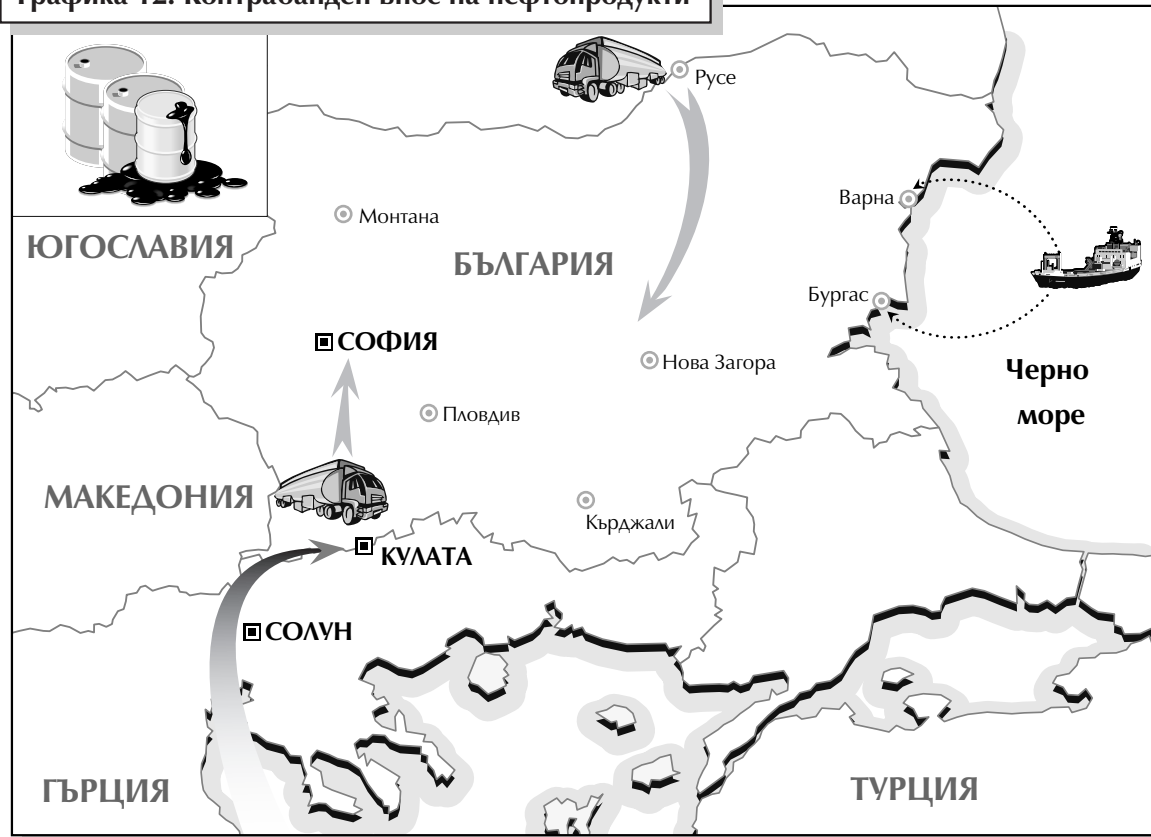 Графика 12. Контрабанден внос на нефтопродукти
Русе
Варна
Монтана
ЮГОСЛАВИЯ
БЪЛГАРИЯ
Бургас
СОФИЯ
Нова Загора
Черно
море
Пловдив
МАКЕДОНИЯ
Кърджали
КУЛАТА
СОЛУН
ГЪРЦИЯ
ТУРЦИЯ